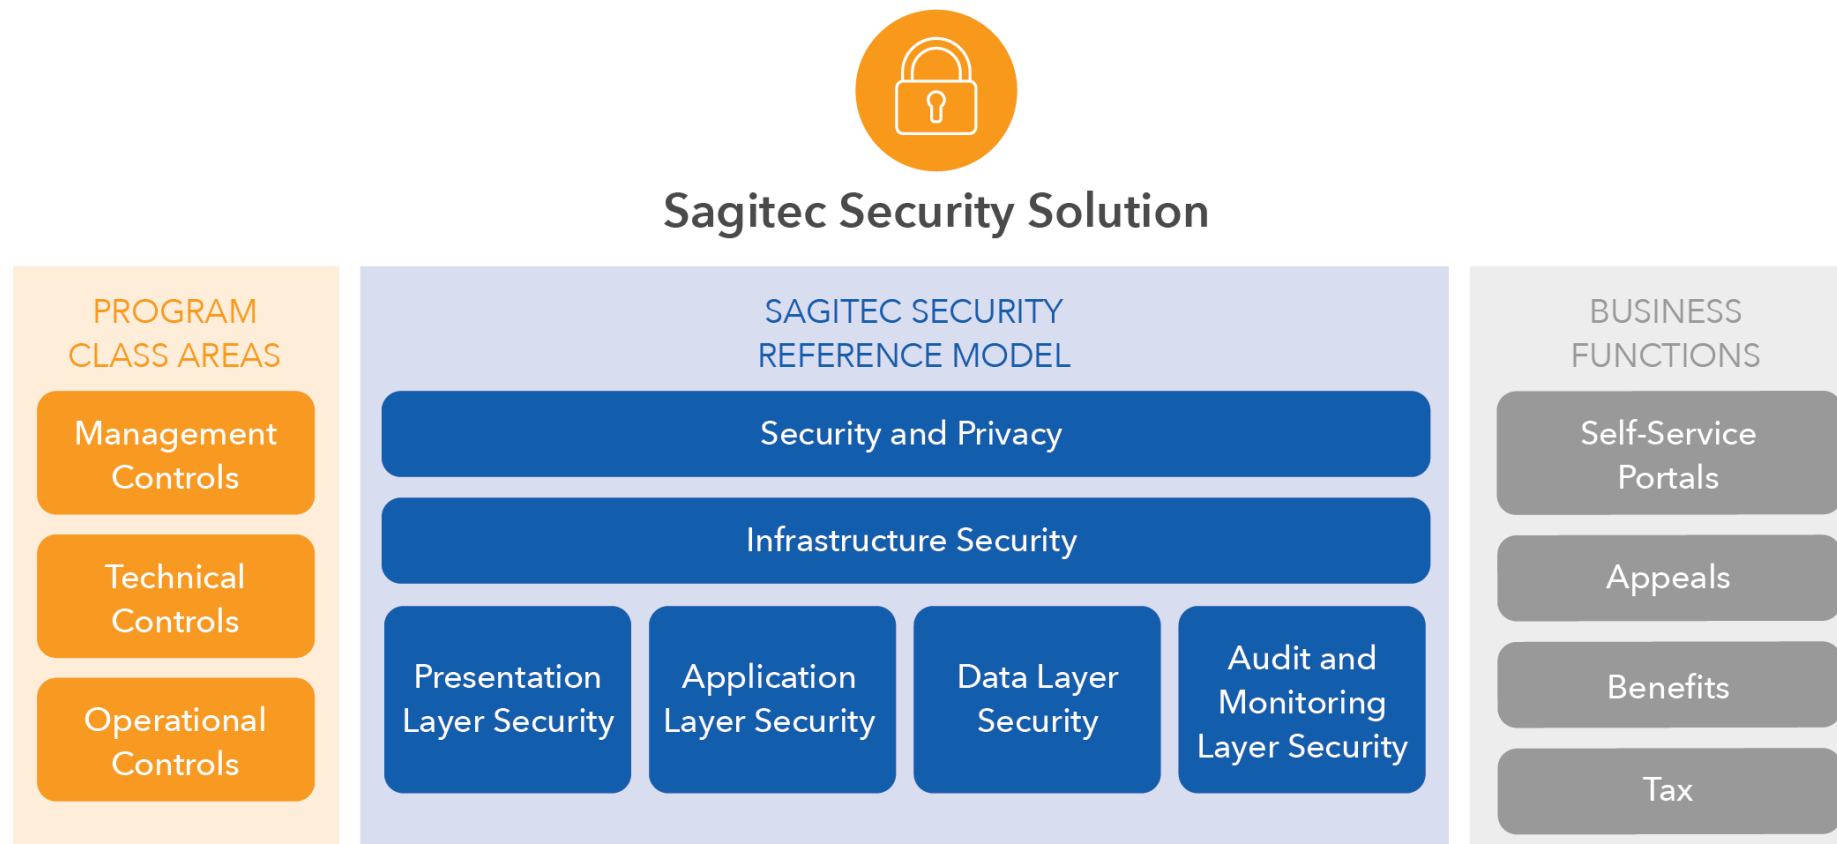 Sagitec Security Solution
PROGRAM
CLASS AREAS
Management
Controls
Technical
Controls
Operational
Controls
SAGITEC SECURITY
REFERENCE MODEL
Security and Privacy
Infrastructure Security
Presentation
Layer Security
Application
Layer Security
Data Layer
Security
Audit and
Monitoring
Layer Security
BUSINESS
FUNCTIONS
Self-Service
Portals
Appeals
Benefits
Tax